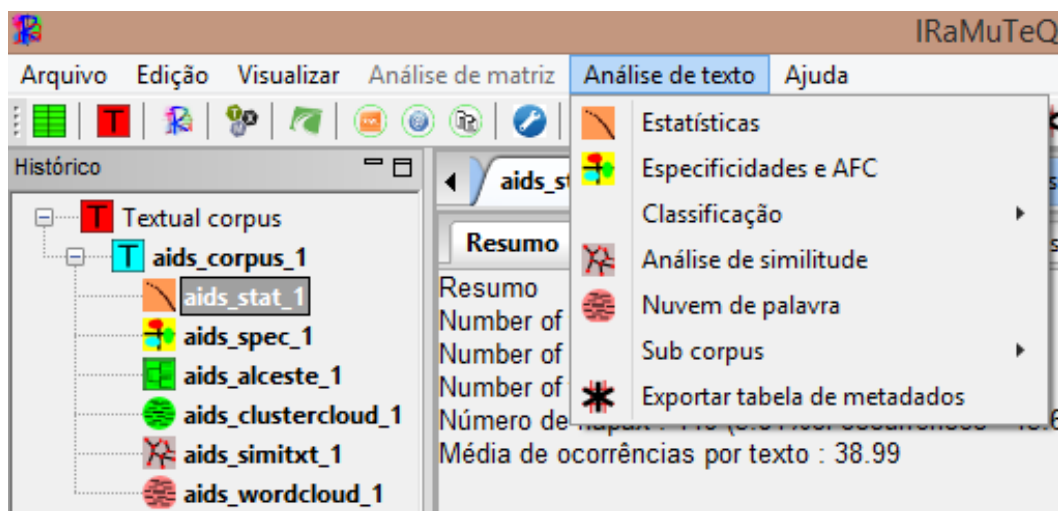 IRaMuTeQ
Arquivo Edição Visualizar Análise de matriz Análise de texto Ajuda
Estatísticas
Especificidades e AFC
Classificação
Análise de similitude
Nuvem de palavra
Sub corpus
Exportar tabela de metadados
Histórico
Textual corpus
aids_corpus_1
aids_stat_1
aids_spec_1
aids_alceste_1
aids_clustercloud_1
aids_simitxt_1
aids_wordcloud_1
Resumo
Resumo
Number of
Number of
Number of
Número de
Média de ocorrências por texto : 38.99